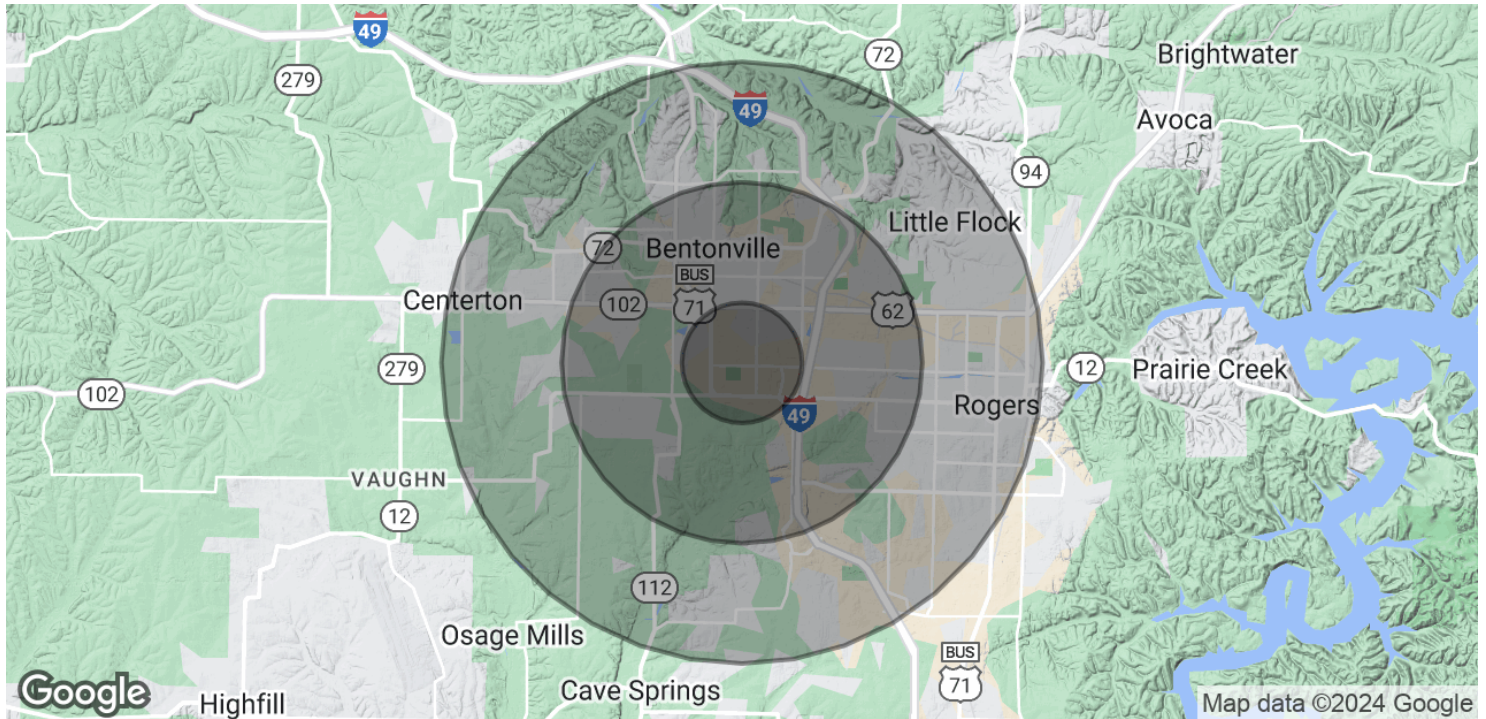 49
72
Brightwater
279
49
Avoca
94
Little Flock
72
Bentonville
BUS
71
102
62
Centerton
279
12
Prairie Creek
102
49
Rogers
VAUGHN
12
112
Osage Mills
BUS
71
Cave Springs
Highfill
Google
Map data ©2024 Google